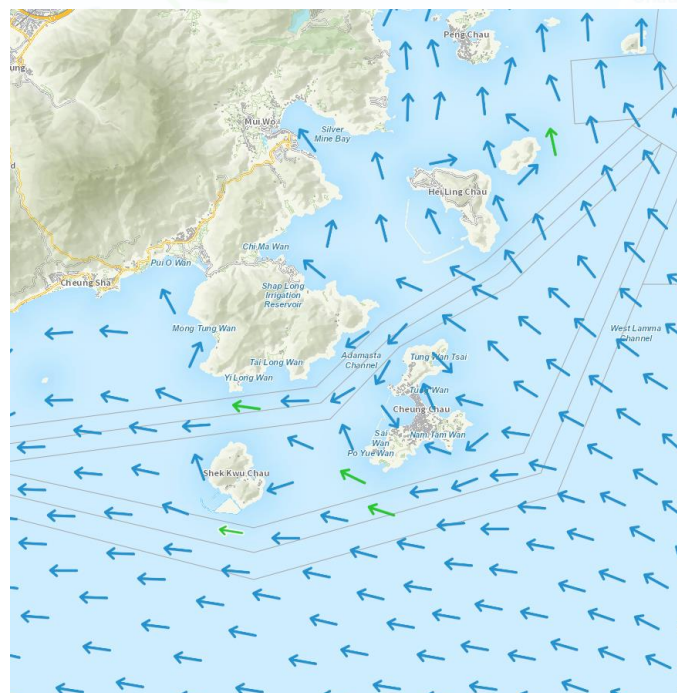 Peng Chau
ung
Mui Wo
Silver
Mine Bay
d
Hei Ling Chau
Chi Ma Wan
Pui O Wan
Cheung Sha
Shap Long
Irrigation
Reservoir
Mong Tung Wan
West Lamma
Channel
Tai Long Wan
Adamasta
Channel
Tung Wan Tsai
Yi Long Wan
Tung Wan
Cheung Chau
Sai
Wan
Nam Tam Wan
Po Yue Wan
Shek Kwu Chau